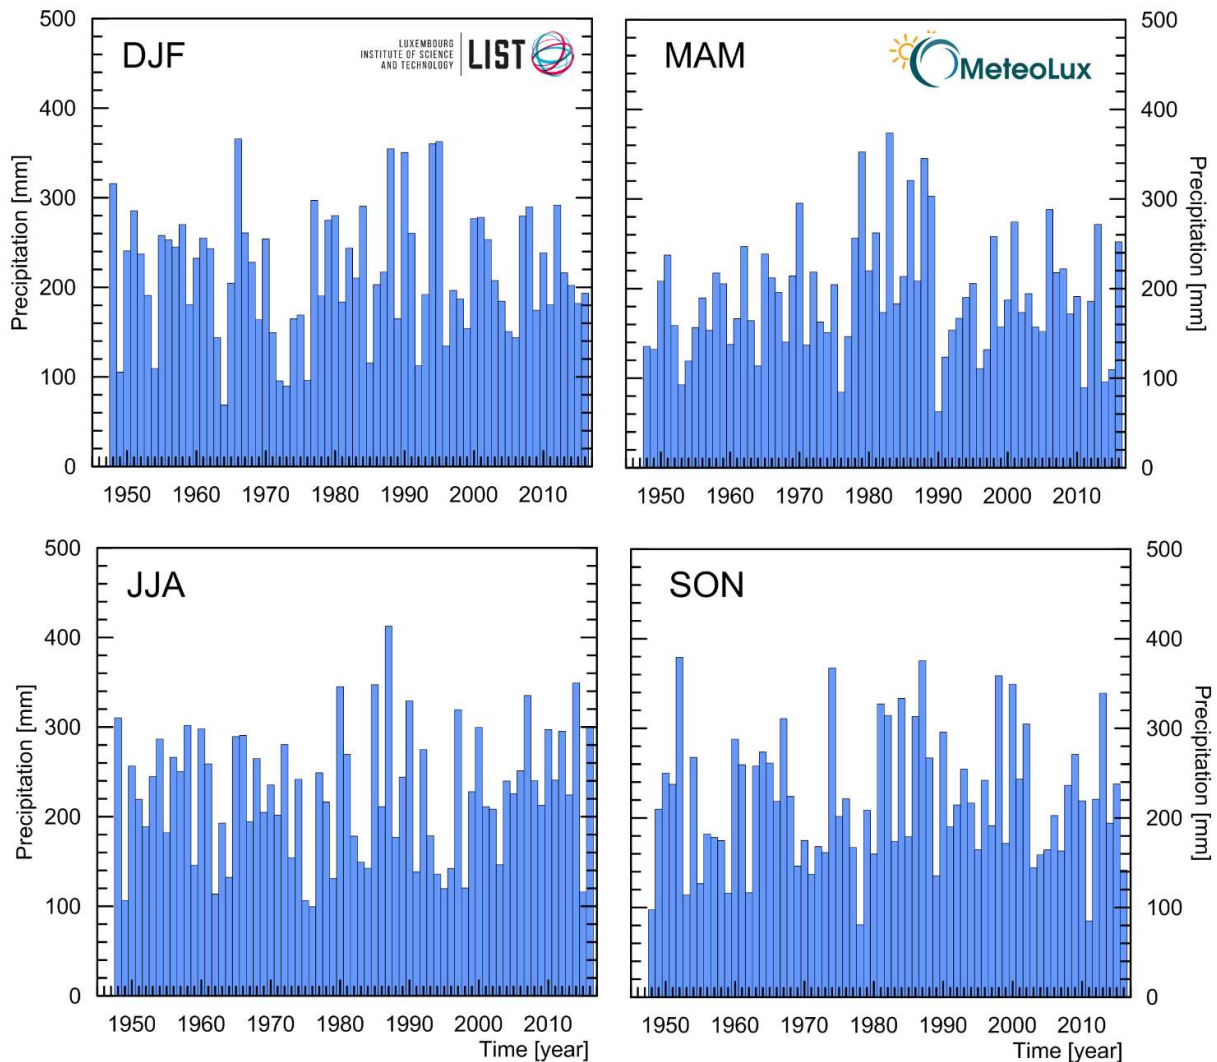 DJF
LUXEMBOURG
INSTITUTE OF SCIENCE
AND TECHNOLOGY
LIST
Precipitation [mm]
500
400
300
200
100
0
1950 1960 1970 1980 1990 2000 2010
MAM
MeteoLux
500
400
300
200
100
0
Precipitation [mm]
1950 1960 1970 1980 1990 2000 2010
JJA
Precipitation [mm]
500
400
300
200
100
0
1950 1960 1970 1980 1990 2000 2010
Time [year]
SON
500
400
300
200
100
0
Precipitation [mm]
1950 1960 1970 1980 1990 2000 2010
Time [year]